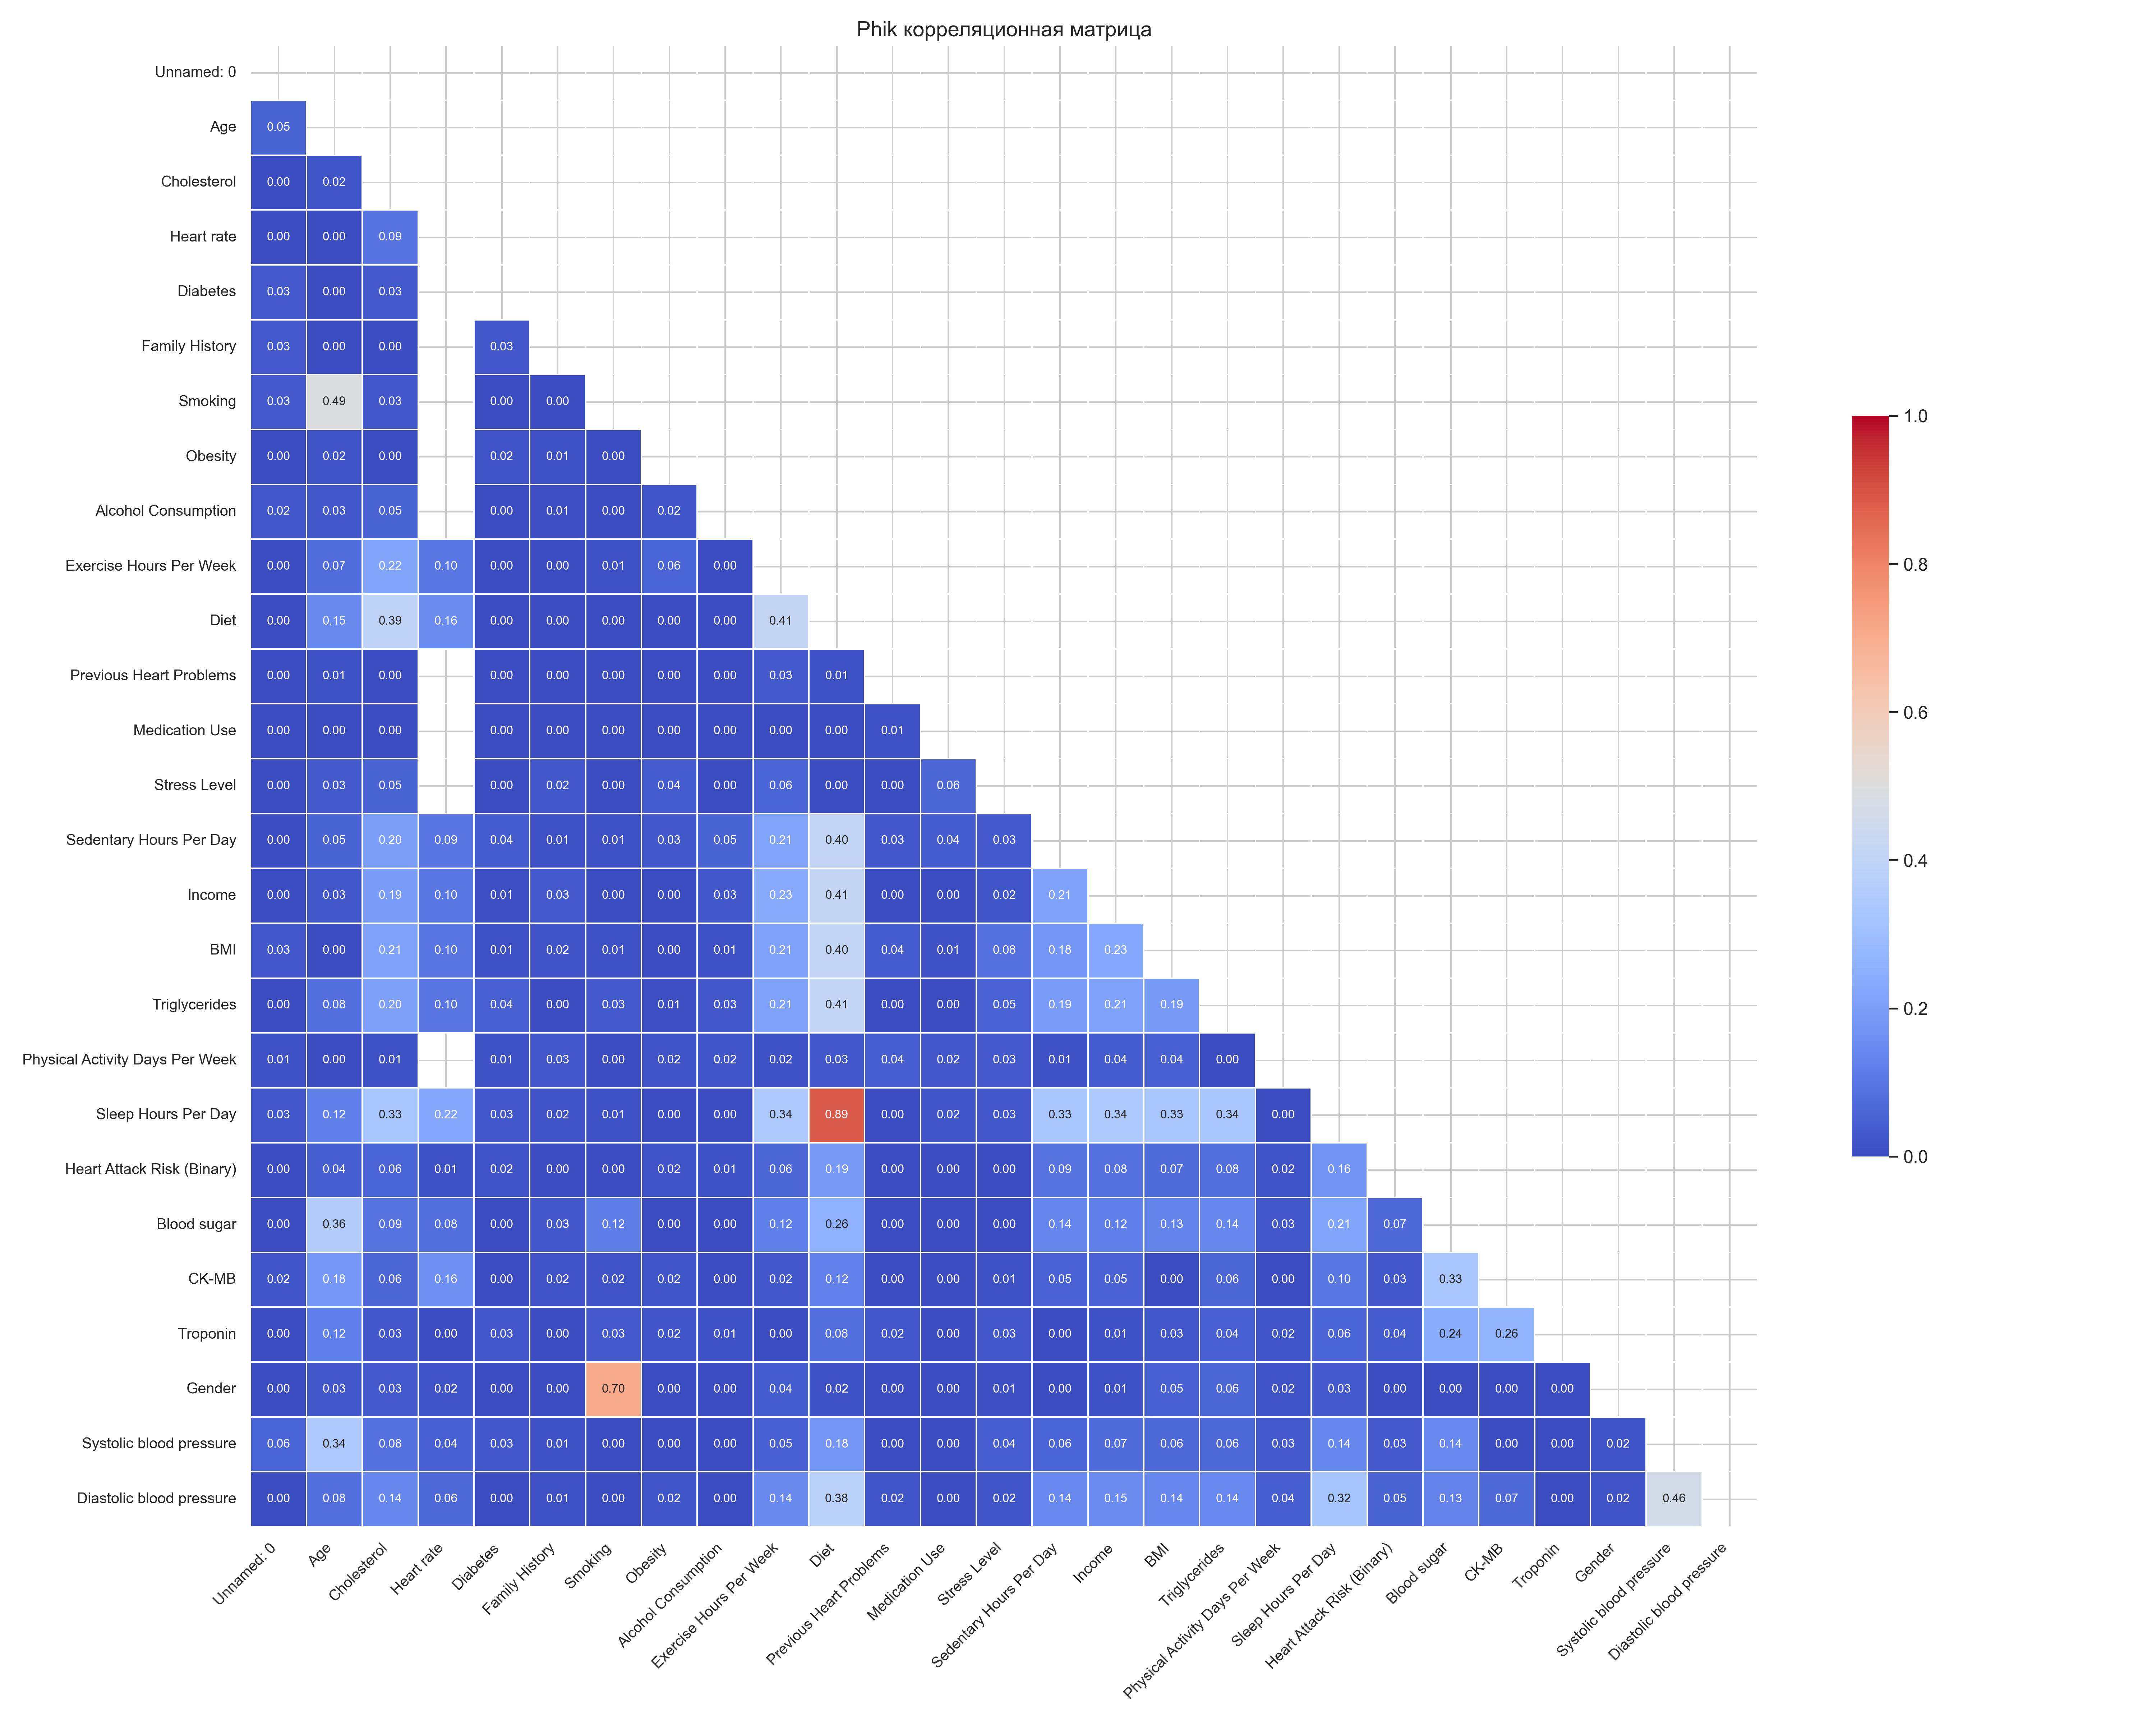 Phik корреляционная матрица
Unnamed: 0
Age 0.05
Cholesterol 0.00 0.02
Heart rate 0.00 0.00 0.09
Diabetes 0.03 0.00 0.03
Family History 0.03 0.00 0.00 0.03
Smoking 0.03 0.49 0.03 0.00 0.00
Obesity 0.00 0.02 0.00 0.02 0.01 0.00
Alcohol Consumption 0.02 0.03 0.05 0.00 0.01 0.00 0.02
Exercise Hours Per Week 0.00 0.07 0.22 0.10 0.00 0.00 0.01 0.06 0.00
Diet 0.00 0.15 0.39 0.16 0.00 0.00 0.00 0.00 0.00 0.41
Previous Heart Problems 0.00 0.01 0.00 0.00 0.00 0.00 0.00 0.00 0.03 0.01
Medication Use 0.00 0.00 0.00 0.00 0.00 0.00 0.00 0.00 0.00 0.00 0.01
Stress Level 0.00 0.03 0.05 0.00 0.02 0.00 0.04 0.00 0.06 0.00 0.00 0.06
Sedentary Hours Per Day 0.00 0.05 0.20 0.09 0.04 0.01 0.01 0.03 0.05 0.21 0.40 0.03 0.04 0.03
Income 0.00 0.03 0.19 0.10 0.01 0.03 0.00 0.00 0.03 0.23 0.41 0.00 0.00 0.02 0.21
BMI 0.03 0.00 0.21 0.10 0.01 0.02 0.01 0.00 0.01 0.21 0.40 0.04 0.01 0.08 0.18 0.23
Triglycerides 0.00 0.08 0.20 0.10 0.04 0.00 0.03 0.01 0.03 0.21 0.41 0.00 0.00 0.05 0.19 0.21 0.19
Physical Activity Days Per Week 0.01 0.00 0.01 0.01 0.03 0.00 0.02 0.02 0.02 0.03 0.04 0.02 0.03 0.01 0.04 0.04 0.00
Sleep Hours Per Day 0.03 0.12 0.33 0.22 0.03 0.02 0.01 0.00 0.00 0.34 0.89 0.00 0.02 0.03 0.33 0.34 0.33 0.34 0.00
Heart Attack Risk (Binary) 0.00 0.04 0.06 0.01 0.02 0.00 0.00 0.02 0.01 0.06 0.19 0.00 0.00 0.00 0.09 0.08 0.07 0.08 0.02 0.16
Blood sugar 0.00 0.36 0.09 0.08 0.00 0.03 0.12 0.00 0.00 0.12 0.26 0.00 0.00 0.00 0.14 0.12 0.13 0.14 0.03 0.21 0.07
CK-MB 0.02 0.18 0.06 0.16 0.00 0.02 0.02 0.02 0.00 0.02 0.12 0.00 0.00 0.01 0.05 0.05 0.00 0.06 0.00 0.10 0.03 0.33
Troponin 0.00 0.12 0.03 0.00 0.03 0.00 0.03 0.02 0.01 0.00 0.08 0.02 0.00 0.03 0.00 0.01 0.03 0.04 0.02 0.06 0.04 0.24 0.26
Gender 0.00 0.03 0.03 0.02 0.00 0.00 0.70 0.00 0.00 0.04 0.02 0.00 0.00 0.01 0.00 0.01 0.05 0.06 0.02 0.03 0.00 0.00 0.00 0.00
Systolic blood pressure 0.06 0.34 0.08 0.04 0.03 0.01 0.00 0.00 0.00 0.05 0.18 0.00 0.00 0.04 0.06 0.07 0.06 0.06 0.03 0.14 0.03 0.14 0.00 0.00 0.02
Diastolic blood pressure 0.00 0.08 0.14 0.06 0.00 0.01 0.00 0.02 0.00 0.14 0.38 0.02 0.00 0.02 0.14 0.15 0.14 0.14 0.04 0.32 0.05 0.13 0.07 0.00 0.02 0.46
Unnamed: 0
Age
Cholesterol
Heart rate
Diabetes
Family History
Smoking
Obesity
Alcohol Consumption
Exercise Hours Per Week
Diet
Previous Heart Problems
Medication Use
Stress Level
Sedentary Hours Per Day
Income
BMI
Triglycerides
Physical Activity Days Per Week
Sleep Hours Per Day
Heart Attack Risk (Binary)
Blood sugar
CK-MB
Troponin
Gender
Systolic blood pressure
Diastolic blood pressure
1.0
0.8
0.6
0.4
0.2
0.0